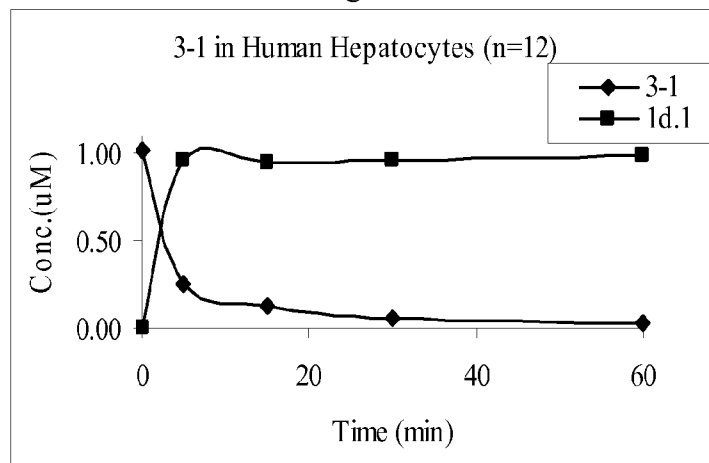 3-1 in Human Hepatocytes (n=12)
3-1
1d.1
1.00
0.50
0.00
Conc.(uM)
0 20 40 60
Time (min)